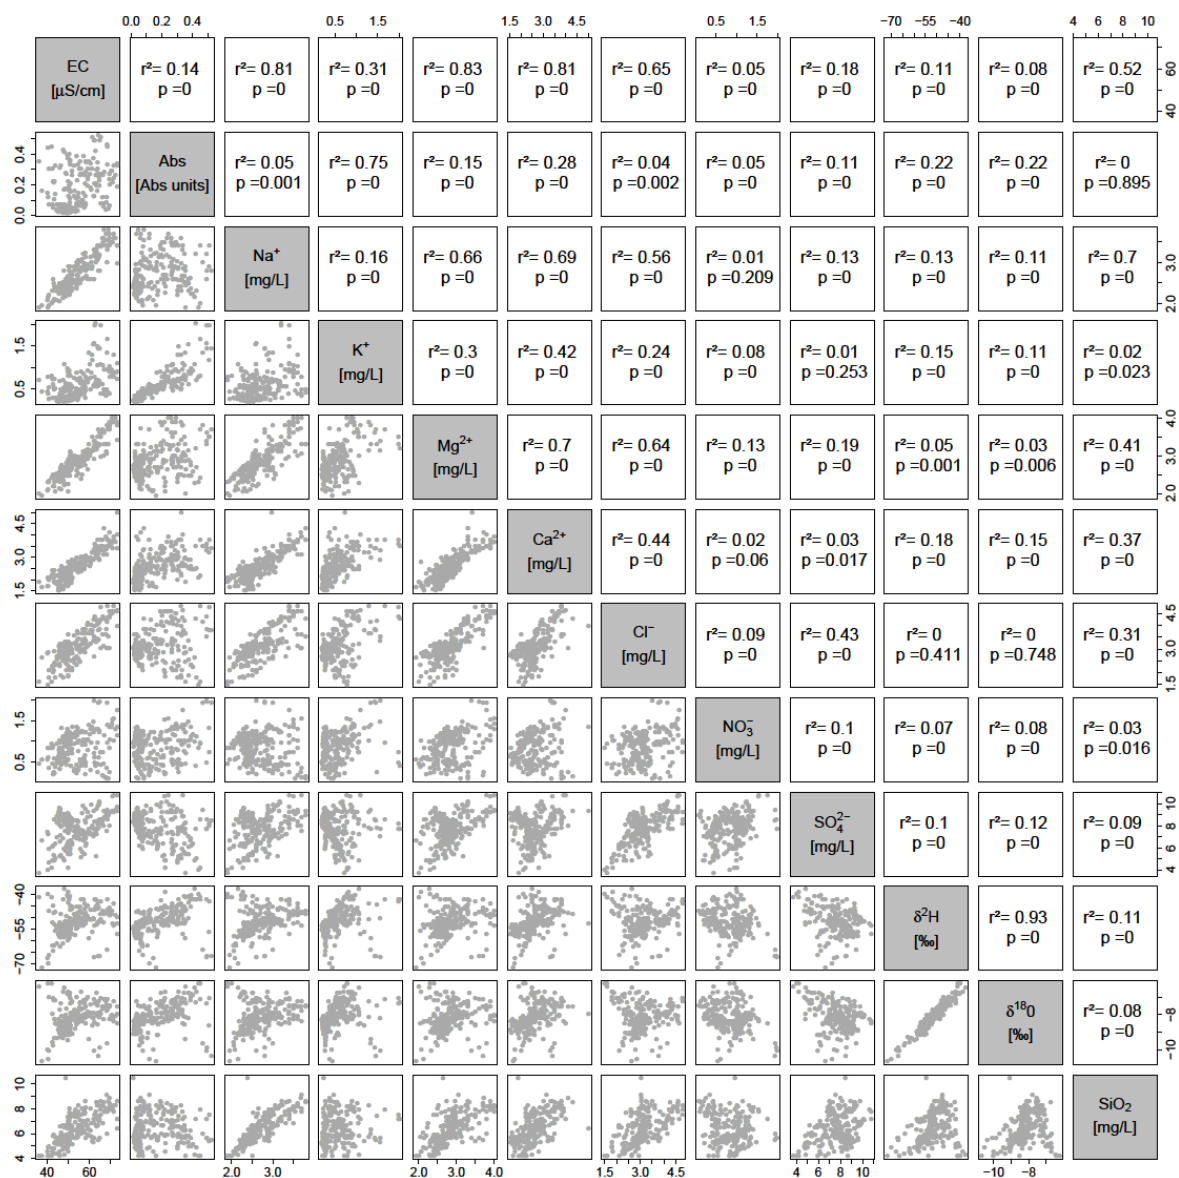 0.0 0.2 0.4 0.5 1.5 1.5 3.0 4.5 0.5 1.5 −70 −55 −40 4 6 8 10
EC r²= 0.14 r²= 0.81 r²= 0.31 r²= 0.83 r²= 0.81 r²= 0.65 r²= 0.05 r²= 0.18 r²= 0.11 r²= 0.08 r²= 0.52
[μS/cm] p =0 p =0 p =0 p =0 p =0 p =0 p =0 p =0 p =0 p =0 p =0
40 60
Abs r²= 0.05 r²= 0.75 r²= 0.15 r²= 0.28 r²= 0.04 r²= 0.05 r²= 0.11 r²= 0.22 r²= 0.22 r²= 0
[Abs units] p =0.001 p =0 p =0 p =0 p =0.002 p =0 p =0 p =0 p =0 p =0.895
0.0 0.2 0.4
Na⁺ r²= 0.16 r²= 0.66 r²= 0.69 r²= 0.56 r²= 0.01 r²= 0.13 r²= 0.13 r²= 0.11 r²= 0.7
[mg/L] p =0 p =0 p =0 p =0 p =0.209 p =0 p =0 p =0 p =0
2.0 3.0
K⁺ r²= 0.3 r²= 0.42 r²= 0.24 r²= 0.08 r²= 0.01 r²= 0.15 r²= 0.11 r²= 0.02
[mg/L] p =0 p =0 p =0 p =0 p =0.253 p =0 p =0 p =0.023
0.5 1.5
Mg²⁺ r²= 0.7 r²= 0.64 r²= 0.13 r²= 0.19 r²= 0.05 r²= 0.03 r²= 0.41
[mg/L] p =0 p =0 p =0 p =0 p =0.001 p =0.006 p =0
2.0 3.0 4.0
Ca²⁺ r²= 0.44 r²= 0.02 r²= 0.03 r²= 0.18 r²= 0.15 r²= 0.37
[mg/L] p =0 p =0.06 p =0.017 p =0 p =0 p =0
1.5 3.0 4.5
Cl⁻ r²= 0.09 r²= 0.43 r²= 0 r²= 0 r²= 0.31
[mg/L] p =0 p =0 p =0.411 p =0.748 p =0
1.5 3.0 4.5
NO₃⁻ r²= 0.1 r²= 0.07 r²= 0.08 r²= 0.03
[mg/L] p =0 p =0 p =0 p =0.016
0.5 1.5
SO₄²⁻ r²= 0.1 r²= 0.12 r²= 0.09
[mg/L] p =0 p =0 p =0
4 6 8 10
δ²H r²= 0.93 r²= 0.11
[‰] p =0 p =0
−70 −55 −40
δ¹⁸0 r²= 0.08
[‰] p =0
−10 −8
SiO₂
[mg/L]
4 6 8 10
40 60 2.0 3.0 2.0 3.0 4.0 1.5 3.0 4.5 4 6 8 10 −10 −8